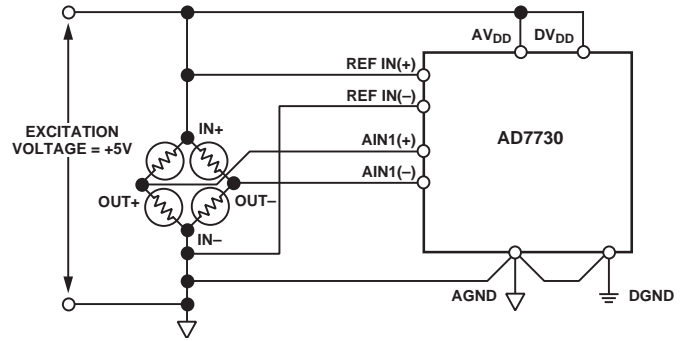 AVDD DVDD
REF IN(+)
REF IN(–)
EXCITATION
VOLTAGE = +5V
IN+
AIN1(+)
AD7730
AIN1(–)
OUT+
OUT–
IN–
AGND
DGND